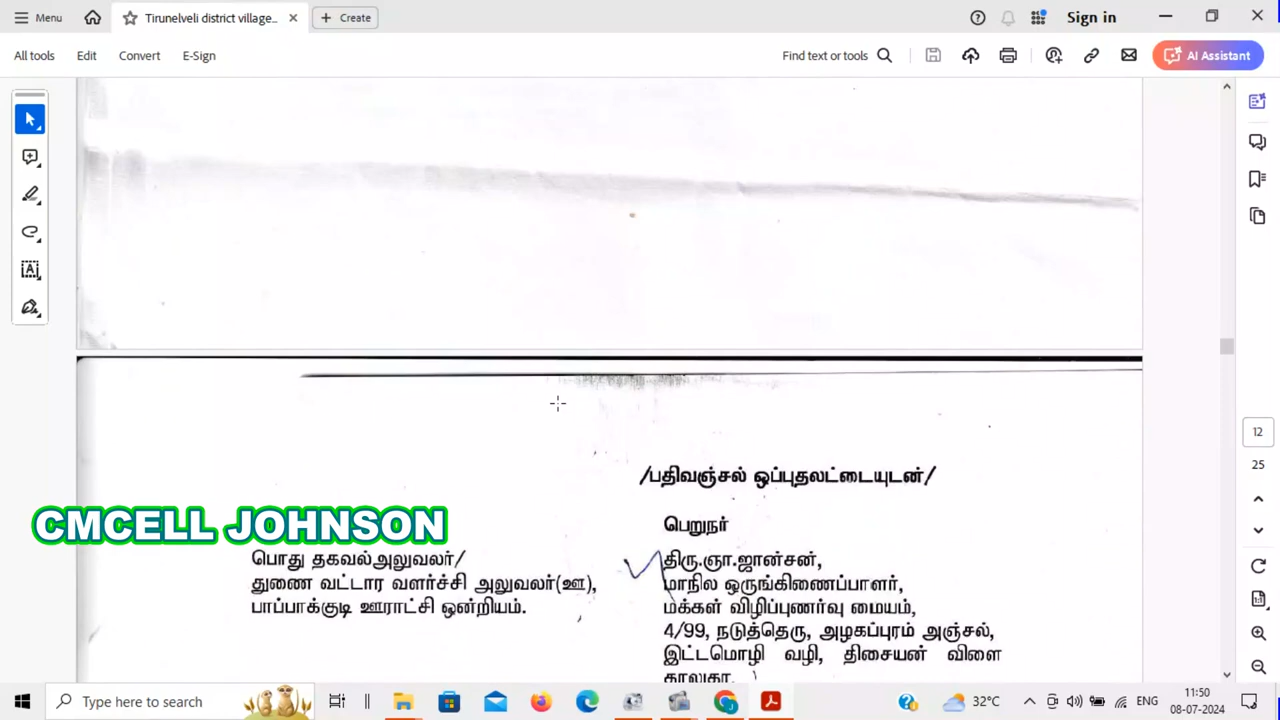 Menu
Tirunelveli district village...
Create
Sign in
All tools
Edit
Convert
E-Sign
Find text or tools
AI Assistant
12
25
/பதிவஞ்சல் ஒப்புதலட்டையுடன்/
பெறுநர்
CMCELL JOHNSON
பொது தகவல்அலுவலர்/
துணை வட்டார வளர்ச்சி அலுவலர்(ஊ),
பாப்பாக்குடி ஊராட்சி ஒன்றியம்.
திரு.ஞா.ஜான்சன்,
மாநில ஒருங்கிணைப்பாளர்,
மக்கள் விழிப்புணர்வு மையம்,
4/99, நடுத்தெரு, அழகப்புரம் அஞ்சல்,
இட்டமொழி வழி, திசையன் விளை
Type here to search
32°C
ENG
11:50
08-07-2024